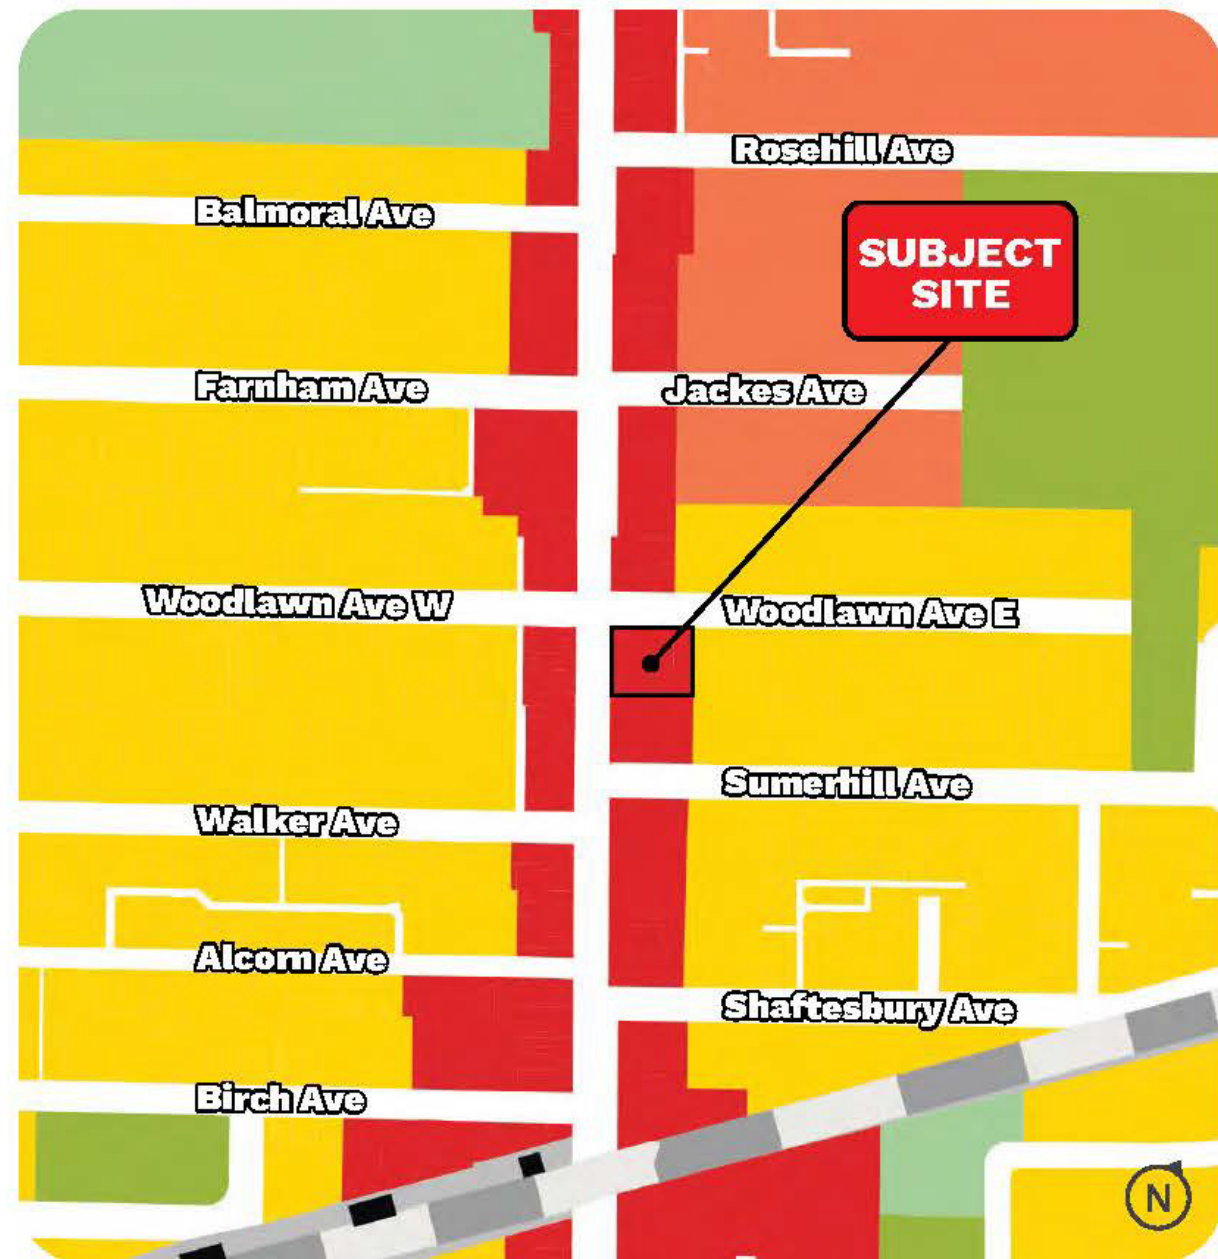 Rosehill Ave
Balmoral Ave
SUBJECT
SITE
Farnham Ave
Jackes Ave
Woodlawn Ave W
Woodlawn Ave E
Sumerhill Ave
Walker Ave
Alcorn Ave
Shaftesbury Ave
Birch Ave
N